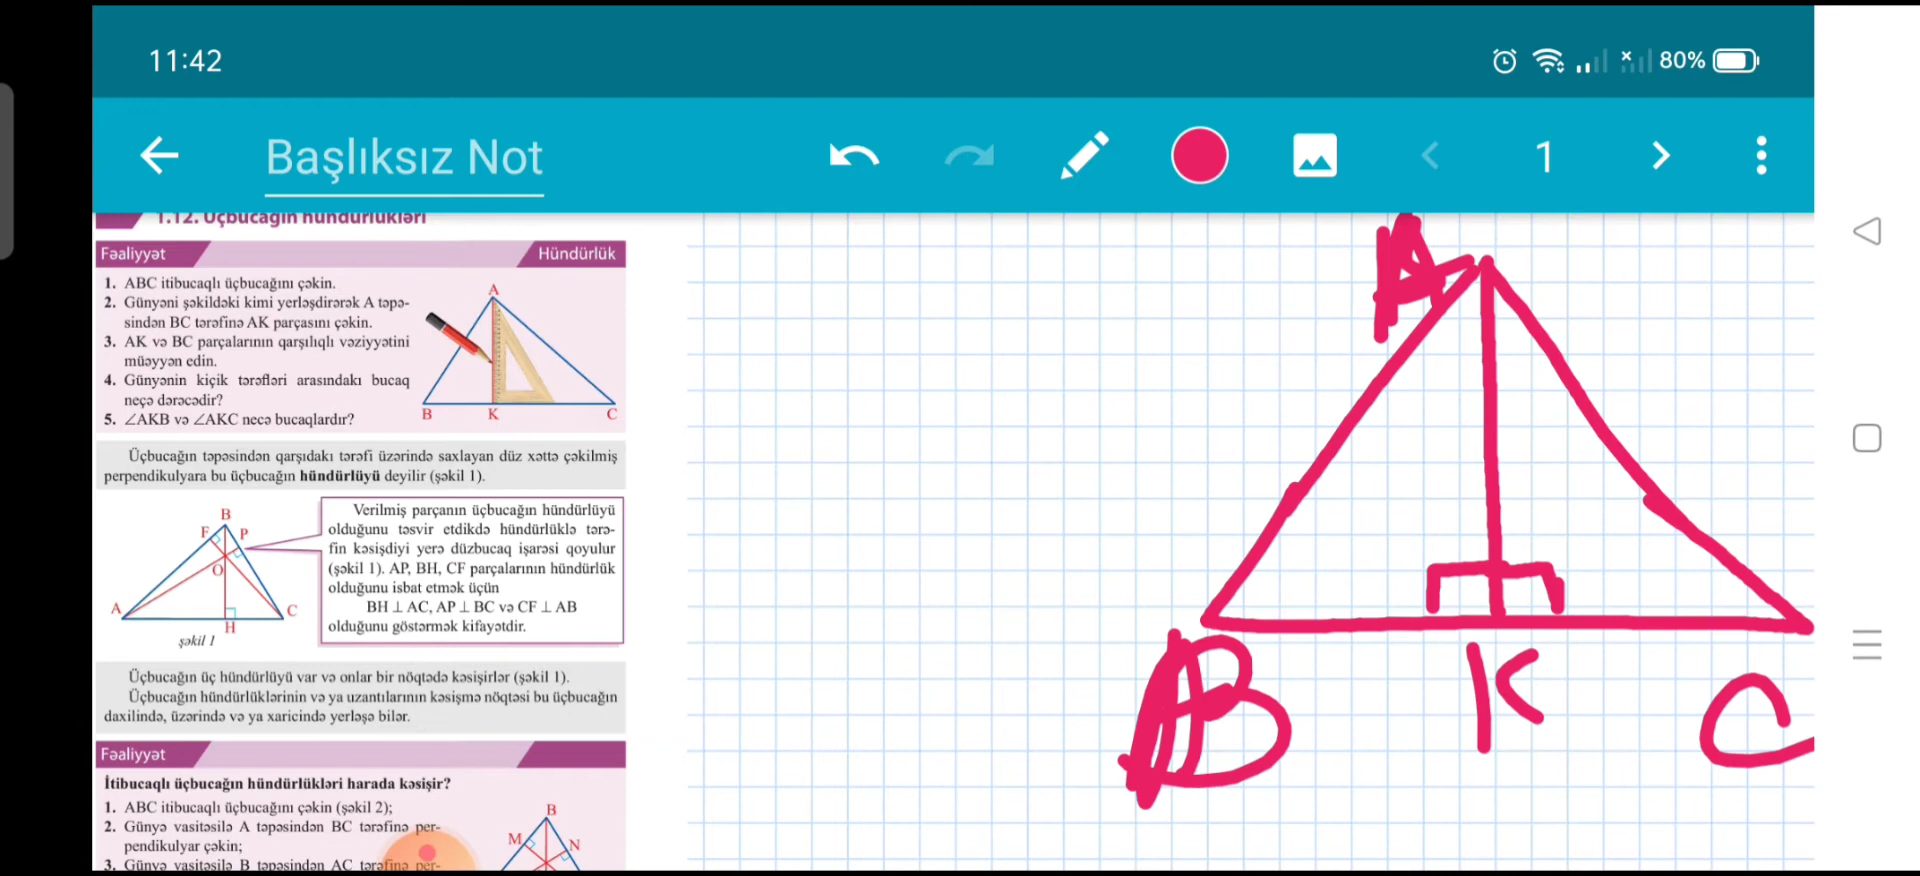 11:42
80%
Başlıksız Not
1
1.12. Üçbucağın hündürlükləri
Fəaliyyət
Hündürlük
1. ABC itibucaqlı üçbucağını çəkin.
2. Günyəni şəkildəki kimi yerləşdirərək A təpə-
sindən BC tərəfinə AK parçasını çəkin.
3. AK və BC parçalarının qarşılıqlı vəziyyətini
müəyyən edin.
4. Günyənin kiçik tərəfləri arasındakı bucaq
neçə dərəcədir?
5. ∠AKB və ∠AKC necə bucaqlardır?
A
B K C
Üçbucağın təpəsindən qarşıdakı tərəfi üzərində saxlayan düz xəttə çəkilmiş
perpendikulyara bu üçbucağın hündürlüyü deyilir (şəkil 1).
B
F P
O
A C
H
şəkil 1
Verilmiş parçanın üçbucağın hündürlüyü
olduğunu təsvir etdikdə hündürlüklə tərə-
fin kəsişdiyi yerə düzbucaq işarəsi qoyulur
(şəkil 1). AP, BH, CF parçalarının hündürlük
olduğunu isbat etmək üçün
BH ⊥ AC, AP ⊥ BC və CF ⊥ AB
olduğunu göstərmək kifayətdir.
Üçbucağın üç hündürlüyü var və onlar bir nöqtədə kəsişirlər (şəkil 1).
Üçbucağın hündürlüklərinin və ya uzantılarının kəsişmə nöqtəsi bu üçbucağın
daxilində, üzərində və ya xaricində yerləşə bilər.
Fəaliyyət
İtibucaqlı üçbucağın hündürlükləri harada kəsişir?
1. ABC itibucaqlı üçbucağını çəkin (şəkil 2);
2. Günyə vasitəsilə A təpəsindən BC tərəfinə per-
pendikulyar çəkin;
3. Günyə vasitəsilə B təpəsindən AC tərəfinə per-
B
M N
A
B K C